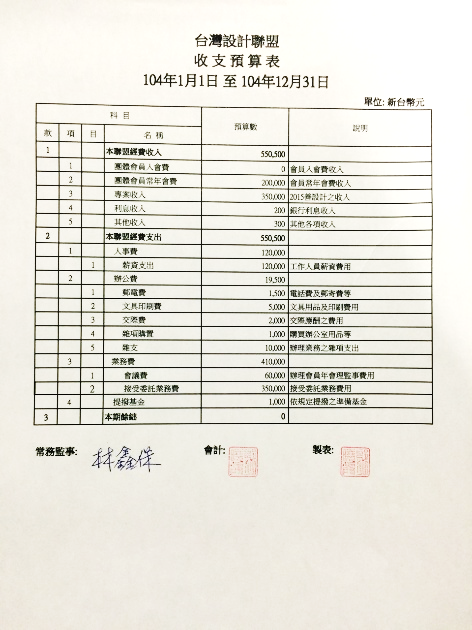 台灣設計聯盟
收支預算表
104年1月1日 至 104年12月31日
單位: 新台幣元
科 目 預算數 說明
款 項 目 名 稱
1 本聯盟經費收入 550,500
1 團體會員入會費 0 會員入會費收入
2 團體會員常年會費 200,000 會員常年會費收入
3 專案收入 350,000 2015舊設計之收入
4 利息收入 200 銀行利息收入
5 其他收入 300 其他各項收入
2 本聯盟經費支出 550,500
1 人事費 120,000
1 薪資支出 120,000 工作人員薪資費用
2 辦公費 19,500
1 郵電費 1,500 電話費及郵寄費等
2 文具印刷費 5,000 文具用品及印刷費用
3 交際費 2,000 交際應酬之費用
4 雜項購置 1,000 購買辦公室用品等
5 雜支 10,000 辦理業務之雜項支出
3 業務費 410,000
1 會議費 60,000 辦理會員年會理監事費用
2 接受委託業務費 350,000 接受委託業務費用
4 提撥基金 1,000 依規定提撥之準備基金
3 本期餘絀 0
常務監事: 林鑫保 會計: 製表: